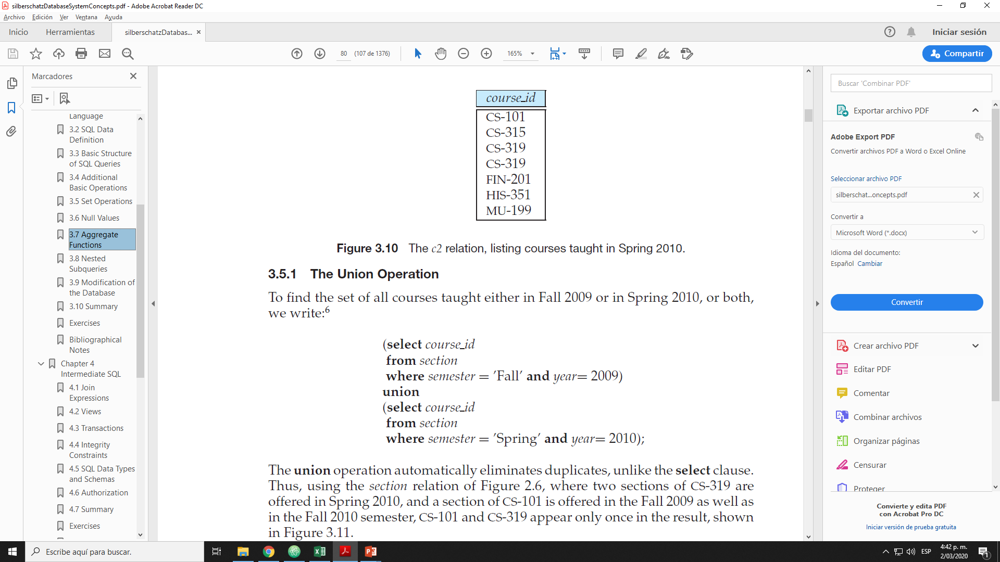 silberschatzDatabaseSystemConcepts.pdf - Adobe Acrobat Reader DC
Archivo Edición Ver Ventana Ayuda
Inicio Herramientas silberschatzDatabas... Iniciar sesión
80 (107 de 1376) 165% Compartir
Marcadores
Language
3.2 SQL Data
Definition
3.3 Basic Structure
of SQL Queries
3.4 Additional
Basic Operations
3.5 Set Operations
3.6 Null Values
3.7 Aggregate
Functions
3.8 Nested
Subqueries
3.9 Modification of
the Database
3.10 Summary
Exercises
Bibliographical
Notes
Chapter 4
Intermediate SQL
4.1 Join
Expressions
4.2 Views
4.3 Transactions
4.4 Integrity
Constraints
4.5 SQL Data Types
and Schemas
4.6 Authorization
4.7 Summary
Exercises
course_id
CS-101
CS-315
CS-319
CS-319
FIN-201
HIS-351
MU-199
Figure 3.10 The c2 relation, listing courses taught in Spring 2010.
3.5.1 The Union Operation
To find the set of all courses taught either in Fall 2009 or in Spring 2010, or both,
we write:6
(select course_id
from section
where semester = ’Fall’ and year= 2009)
union
(select course_id
from section
where semester = ’Spring’ and year= 2010);
The union operation automatically eliminates duplicates, unlike the select clause.
Thus, using the section relation of Figure 2.6, where two sections of CS-319 are
offered in Spring 2010, and a section of CS-101 is offered in the Fall 2009 as well as
in the Fall 2010 semester, CS-101 and CS-319 appear only once in the result, shown
in Figure 3.11.
Buscar 'Combinar PDF'
Exportar archivo PDF
Adobe Export PDF
Convertir archivos PDF a Word o Excel Online
Seleccionar archivo PDF
silberschat...oncepts.pdf
Convertir a
Microsoft Word (*.docx)
Idioma del documento:
Español Cambiar
Convertir
Crear archivo PDF
Editar PDF
Comentar
Combinar archivos
Organizar páginas
Censurar
Proteger
Convierte y edita PDF
con Acrobat Pro DC
Iniciar versión de prueba gratuita
Escribe aquí para buscar.
ESP
4:42 p. m.
2/03/2020
1